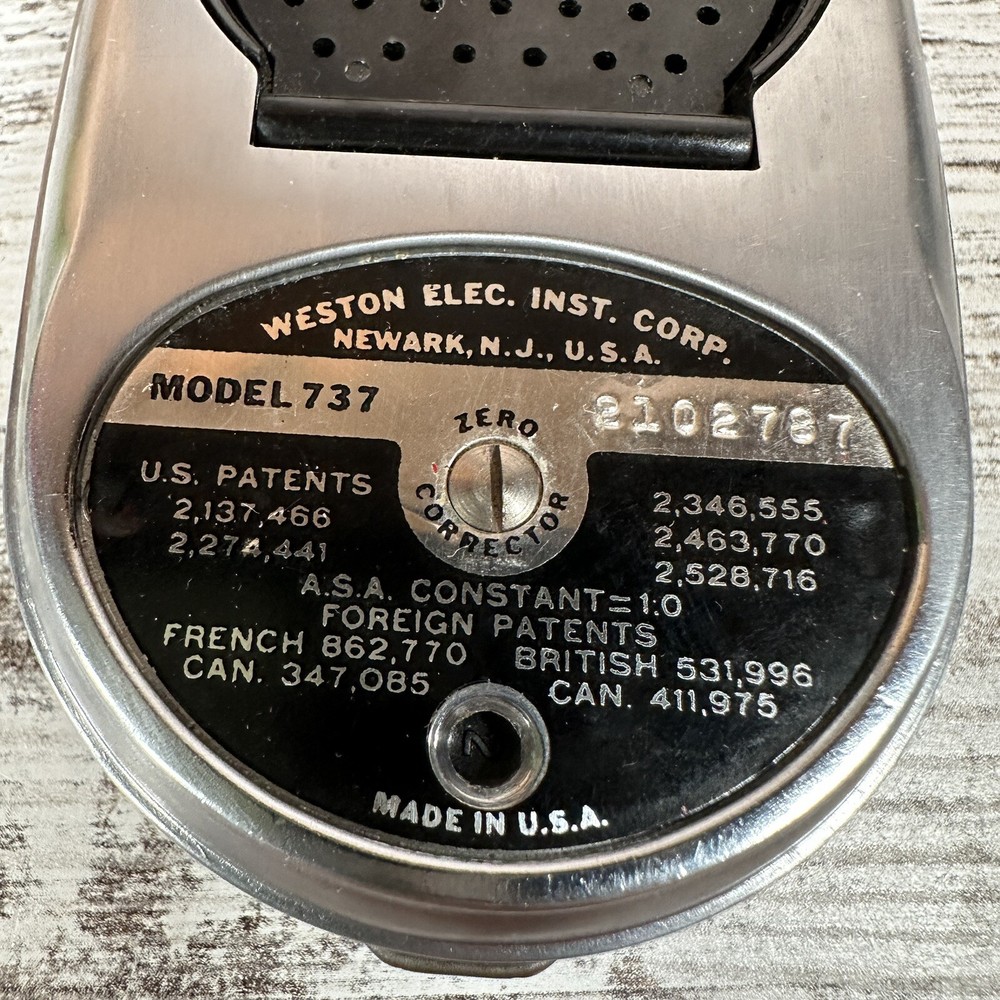 WESTON ELEC. INST. CORP.
NEWARK, N.J., U.S.A.
MODEL 737
2102787
ZERO
CORRECTOR
U.S. PATENTS
2,137,466
2,274,441
2,346,555
2,463,770
2,528,716
A.S.A. CONSTANT=1.0
FOREIGN PATENTS
FRENCH 862,770
BRITISH 531,996
CAN. 347,085
CAN. 411,975
MADE IN U.S.A.